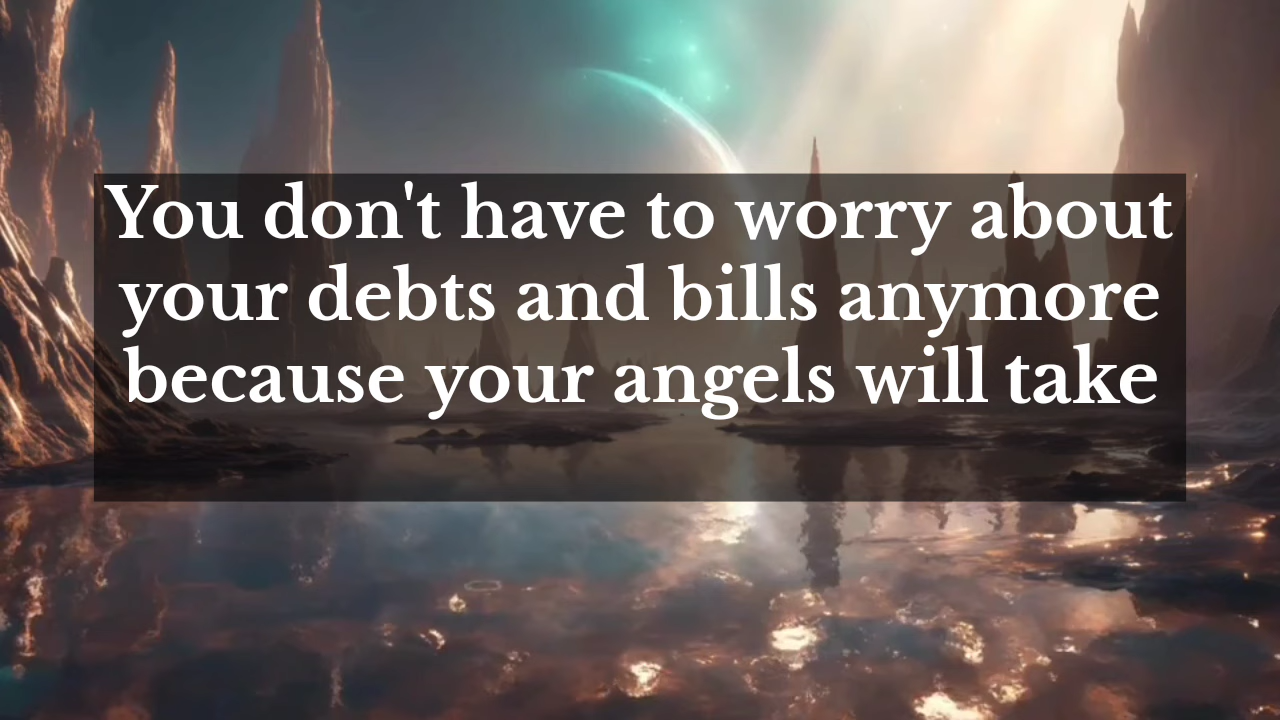 You don't have to worry about
your debts and bills anymore
because your angels will take